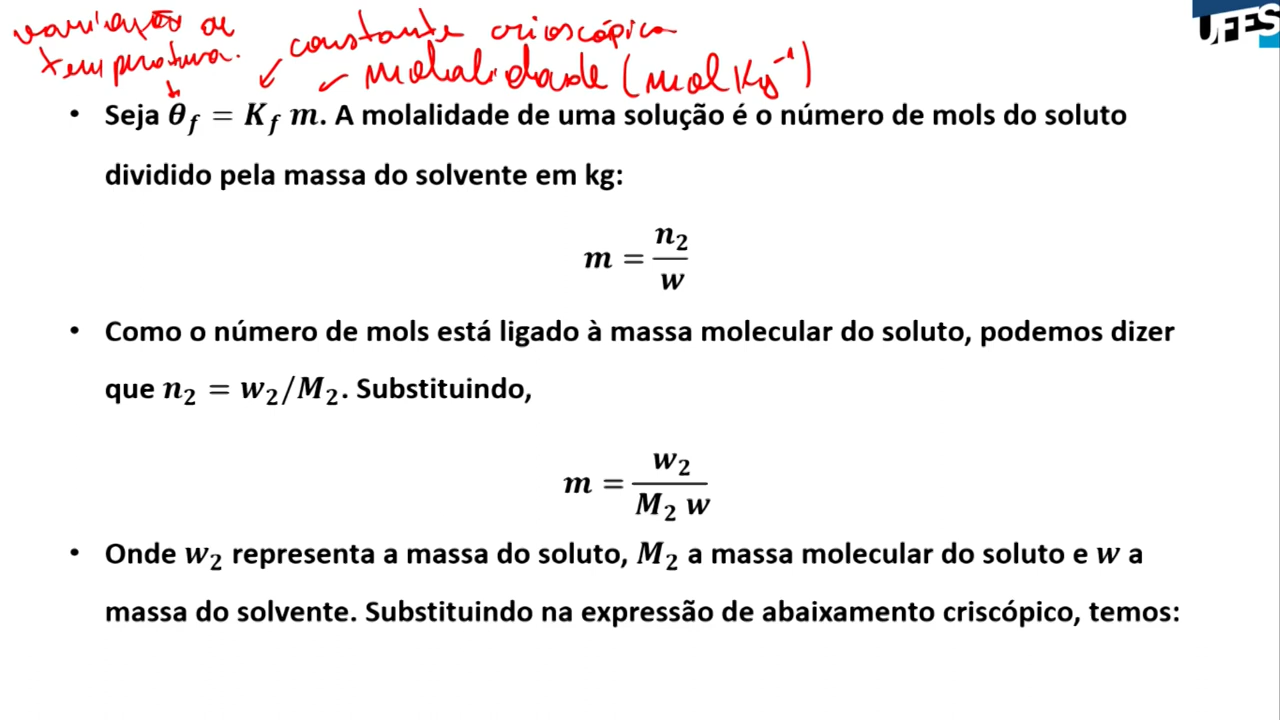 UFES
variação de
temperatura.
constante crioscópica
molalidade (mol Kg⁻¹)
• Seja θ_f = K_f m. A molalidade de uma solução é o número de mols do soluto
dividido pela massa do solvente em kg:
m = n₂/w
• Como o número de mols está ligado à massa molecular do soluto, podemos dizer
que n₂ = w₂/M₂. Substituindo,
m = w₂/(M₂ w)
• Onde w₂ representa a massa do soluto, M₂ a massa molecular do soluto e w a
massa do solvente. Substituindo na expressão de abaixamento criscópico, temos: